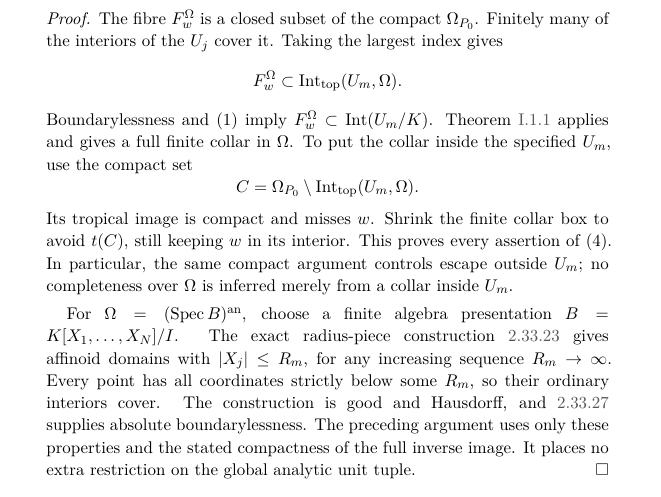 Proof. The fibre F_w^Ω is a closed subset of the compact Ω_{P_0}. Finitely many of
the interiors of the U_j cover it. Taking the largest index gives
F_w^Ω ⊂ Int_top(U_m, Ω).
Boundarylessness and (1) imply F_w^Ω ⊂ Int(U_m/K). Theorem I.1.1 applies
and gives a full finite collar in Ω. To put the collar inside the specified U_m,
use the compact set
C = Ω_{P_0} \ Int_top(U_m, Ω).
Its tropical image is compact and misses w. Shrink the finite collar box to
avoid t(C), still keeping w in its interior. This proves every assertion of (4).
In particular, the same compact argument controls escape outside U_m; no
completeness over Ω is inferred merely from a collar inside U_m.
For Ω = (Spec B)^an, choose a finite algebra presentation B =
K[X_1, . . . , X_N]/I. The exact radius-piece construction 2.33.23 gives
affinoid domains with |X_j| ≤ R_m, for any increasing sequence R_m → ∞.
Every point has all coordinates strictly below some R_m, so their ordinary
interiors cover. The construction is good and Hausdorff, and 2.33.27
supplies absolute boundarylessness. The preceding argument uses only these
properties and the stated compactness of the full inverse image. It places no
extra restriction on the global analytic unit tuple. □